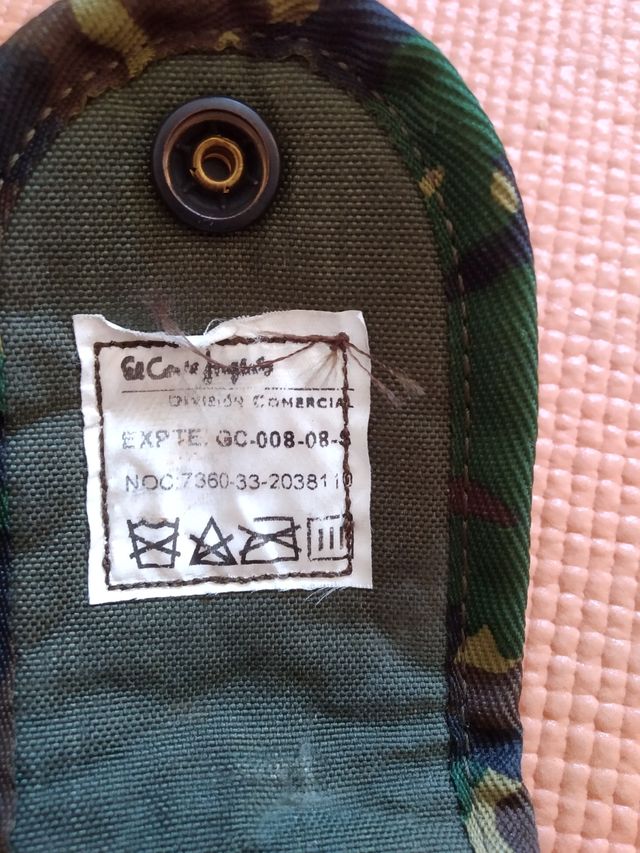 El Corte Inglés
DIVISIÓN COMERCIAL
EXPTE. GC-008-08-S
NOC:7360-33-2038110